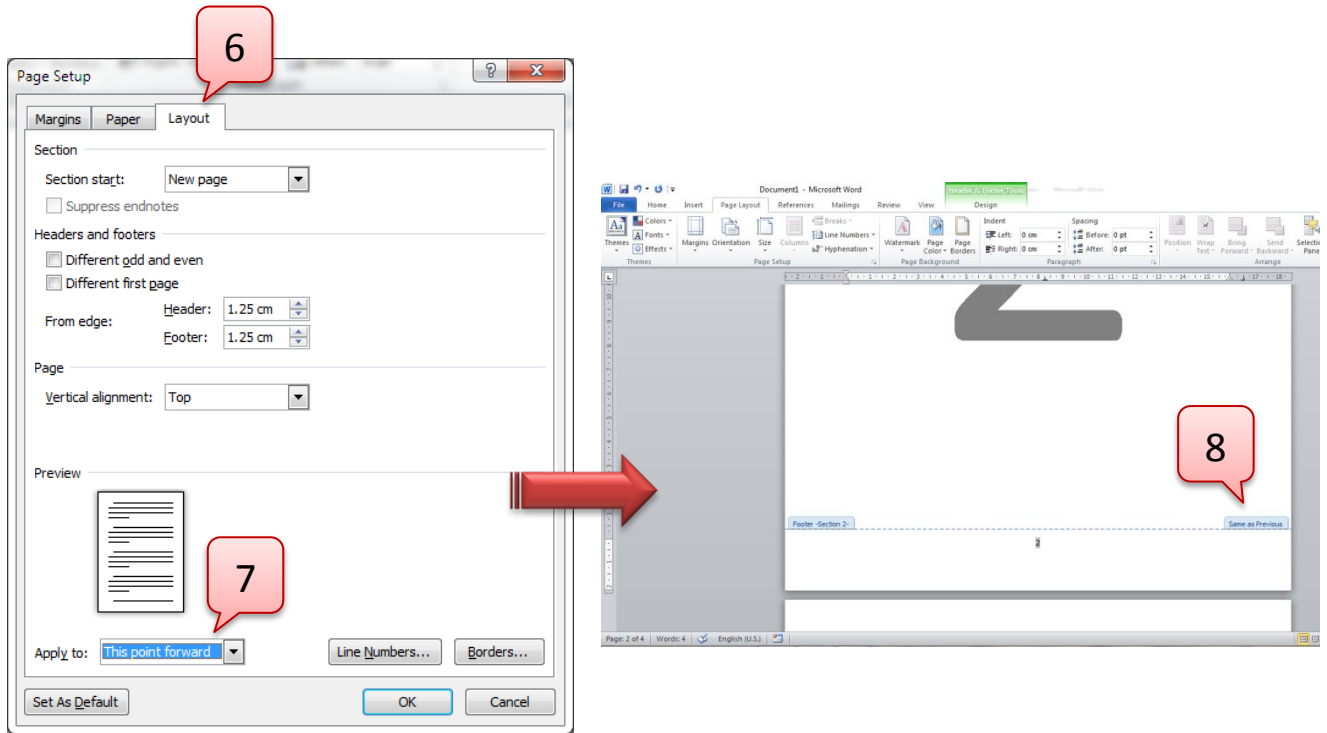 6
Page Setup
Margins Paper Layout
Section
Section start: New page
Suppress endnotes
Headers and footers
Different odd and even
Different first page
From edge: Header: 1.25 cm
Footer: 1.25 cm
Page
Vertical alignment: Top
Preview
7
Apply to: This point forward Line Numbers... Borders...
Set As Default OK Cancel
Document1 - Microsoft Word Header & Footer Tools
File Home Insert Page Layout References Mailings Review View Design
Themes Colors Fonts Effects Margins Orientation Size Columns Breaks Line Numbers Hyphenation Watermark Page Color Page Borders Indent Left: 0 cm Right: 0 cm Spacing Before: 0 pt After: 0 pt Position Wrap Text Bring Forward Send Backward Selection Pane
Themes Page Setup Page Background Paragraph Arrange
8
Footer -Section 2- Same as Previous
2
Page: 2 of 4 Words: 4 English (U.S.)